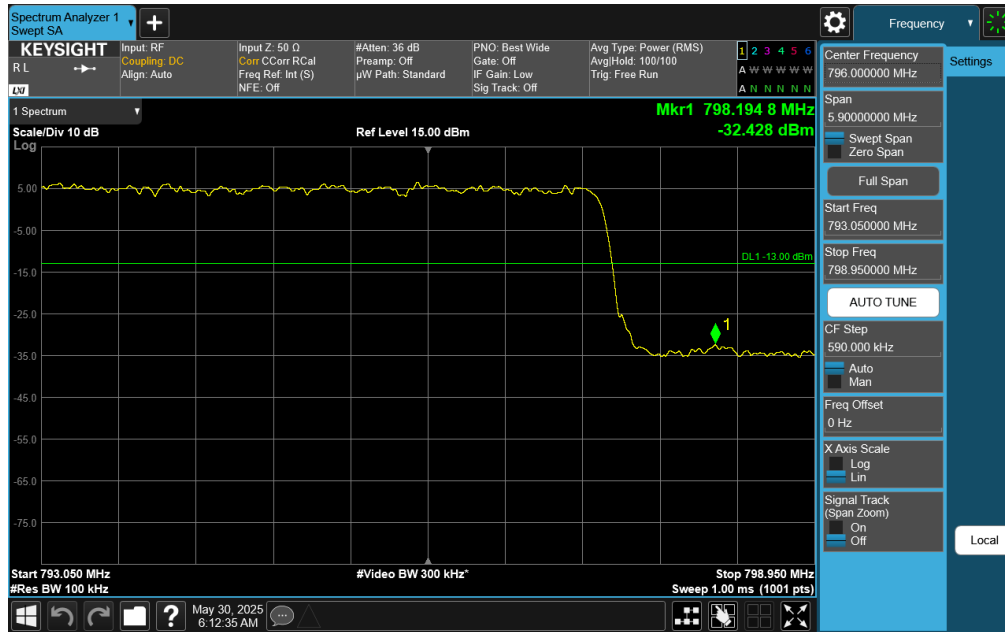 Spectrum Analyzer 1
Swept SA
+
Frequency
KEYSIGHT
R L
LXI
Input: RF
Coupling: DC
Align: Auto
Input Z: 50 Ω
Corr CCorr RCal
Freq Ref: Int (S)
NFE: Off
#Atten: 36 dB
Preamp: Off
µW Path: Standard
PNO: Best Wide
Gate: Off
IF Gain: Low
Sig Track: Off
Avg Type: Power (RMS)
Avg|Hold: 100/100
Trig: Free Run
1 2 3 4 5 6
A W W W W W
A N N N N N
1 Spectrum
Mkr1 798.194 8 MHz
-32.428 dBm
Scale/Div 10 dB
Ref Level 15.00 dBm
Log
5.00
-5.00
DL1 -13.00 dBm
-15.0
-25.0
1
-35.0
-45.0
-55.0
-65.0
-75.0
Start 793.050 MHz
#Video BW 300 kHz*
Stop 798.950 MHz
#Res BW 100 kHz
Sweep 1.00 ms (1001 pts)
Center Frequency
796.000000 MHz
Settings
Span
5.90000000 MHz
Swept Span
Zero Span
Full Span
Start Freq
793.050000 MHz
Stop Freq
798.950000 MHz
AUTO TUNE
CF Step
590.000 kHz
Auto
Man
Freq Offset
0 Hz
X Axis Scale
Log
Lin
Signal Track
(Span Zoom)
On
Off
Local
?
May 30, 2025
6:12:35 AM